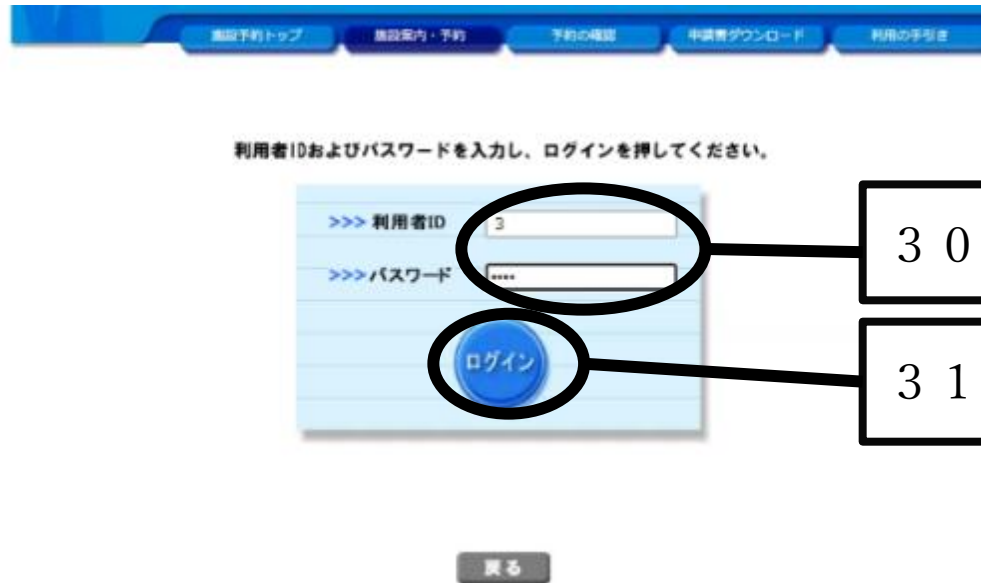 施設予約トップ 施設案内・予約 予約の確認 申請書ダウンロード 利用の手引き
利用者IDおよびパスワードを入力し、ログインを押してください。
>>> 利用者ID 3
３０
>>> パスワード ••••
ログイン
３１
戻る